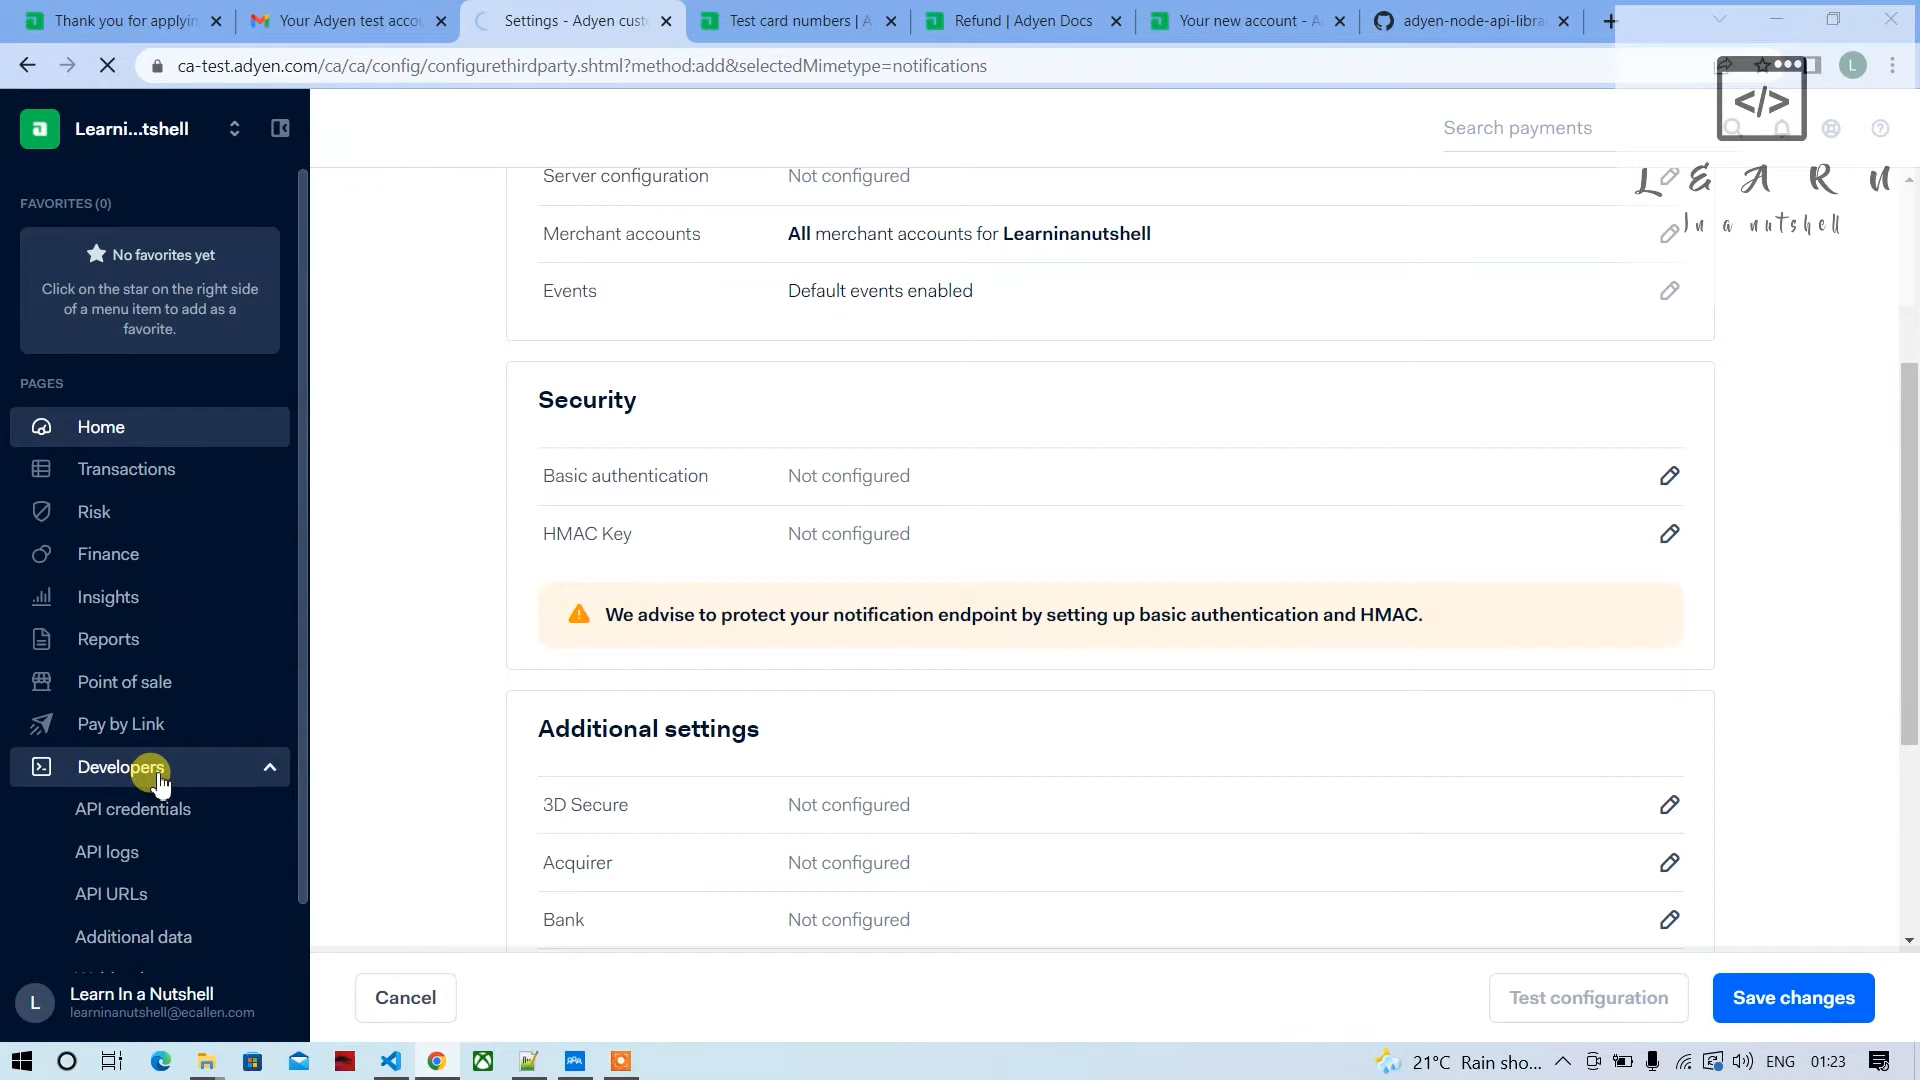 Thank you for applyin
Your Adyen test accou
Settings - Adyen cust
Test card numbers | A
Refund | Adyen Docs
Your new account - A
adyen-node-api-libra
ca-test.adyen.com/ca/ca/config/configurethirdparty.shtml?method:add&selectedMimetype=notifications
L
Learni...tshell
Search payments
</>
LEARN
In a nutshell
FAVORITES (0)
No favorites yet
Click on the star on the right side
of a menu item to add as a
favorite.
PAGES
Home
Transactions
Risk
Finance
Insights
Reports
Point of sale
Pay by Link
Developers
API credentials
API logs
API URLs
Additional data
L
Learn In a Nutshell
learninanutshell@ecallen.com
Server configuration Not configured
Merchant accounts All merchant accounts for Learninanutshell
Events Default events enabled
Security
Basic authentication Not configured
HMAC Key Not configured
We advise to protect your notification endpoint by setting up basic authentication and HMAC.
Additional settings
3D Secure Not configured
Acquirer Not configured
Bank Not configured
Cancel
Test configuration
Save changes
21°C Rain sho...
ENG
01:23